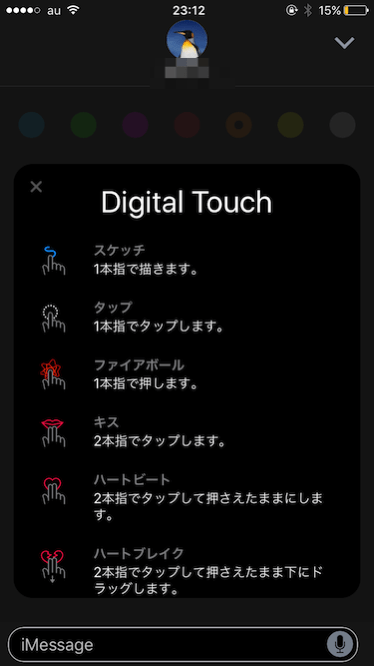 au 23:12 15%
Digital Touch
スケッチ
1本指で描きます。
タップ
1本指でタップします。
ファイアボール
1本指で押します。
キス
2本指でタップします。
ハートビート
2本指でタップして押さえたままにしま
す。
ハートブレイク
2本指でタップして押さえたまま下にド
ラッグします。
iMessage